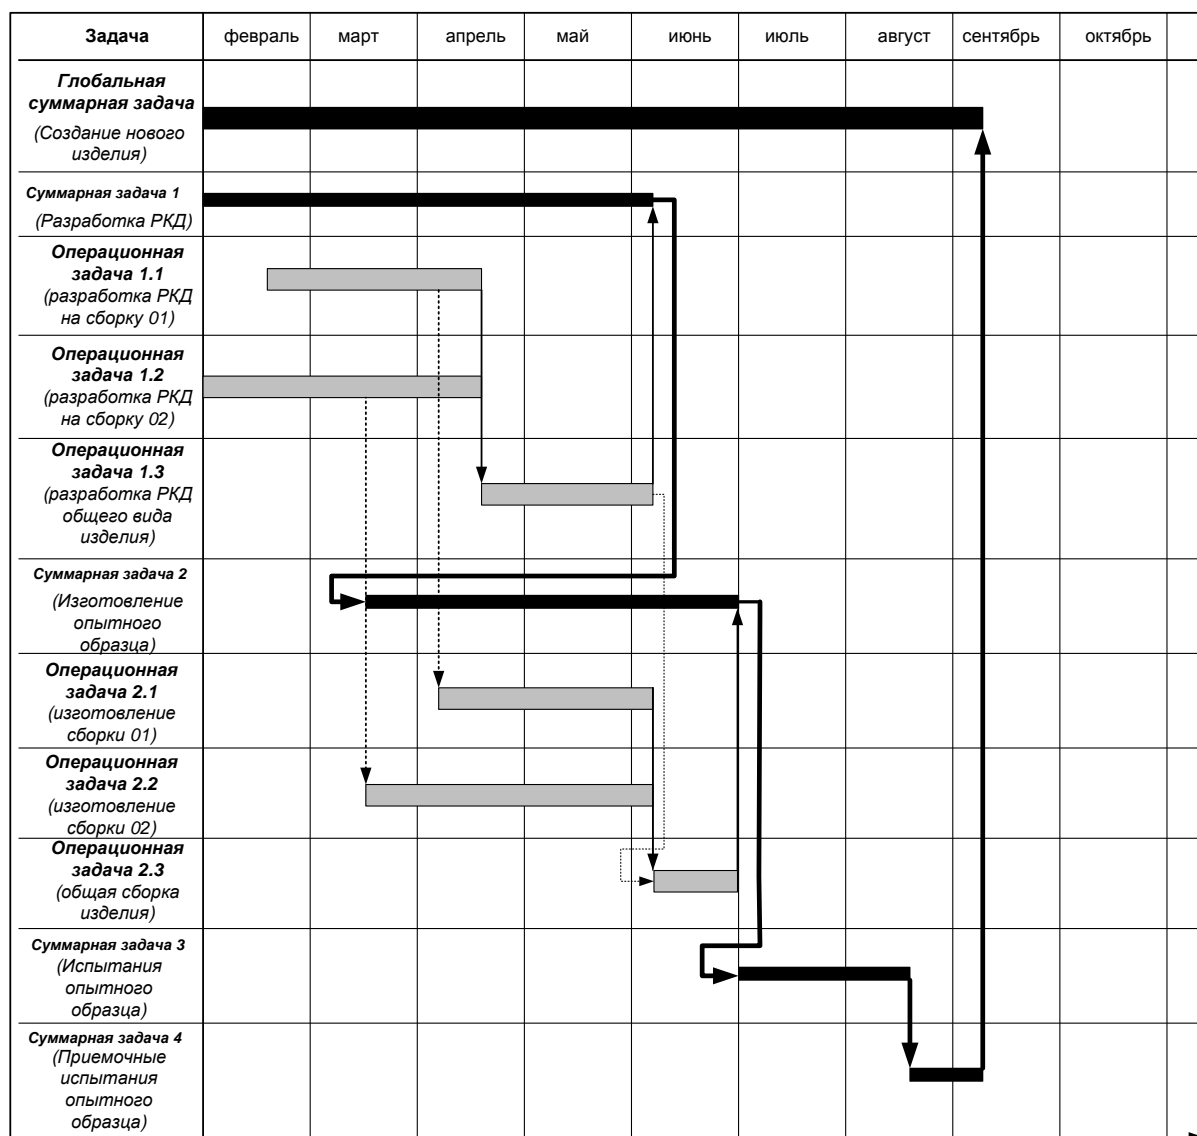 Задача февраль март апрель май июнь июль август сентябрь октябрь
Глобальная
суммарная задача
(Создание нового
изделия)
Суммарная задача 1
(Разработка РКД)
Операционная
задача 1.1
(разработка РКД
на сборку 01)
Операционная
задача 1.2
(разработка РКД
на сборку 02)
Операционная
задача 1.3
(разработка РКД
общего вида
изделия)
Суммарная задача 2
(Изготовление
опытного
образца)
Операционная
задача 2.1
(изготовление
сборки 01)
Операционная
задача 2.2
(изготовление
сборки 02)
Операционная
задача 2.3
(общая сборка
изделия)
Суммарная задача 3
(Испытания
опытного
образца)
Суммарная задача 4
(Приемочные
испытания
опытного
образца)